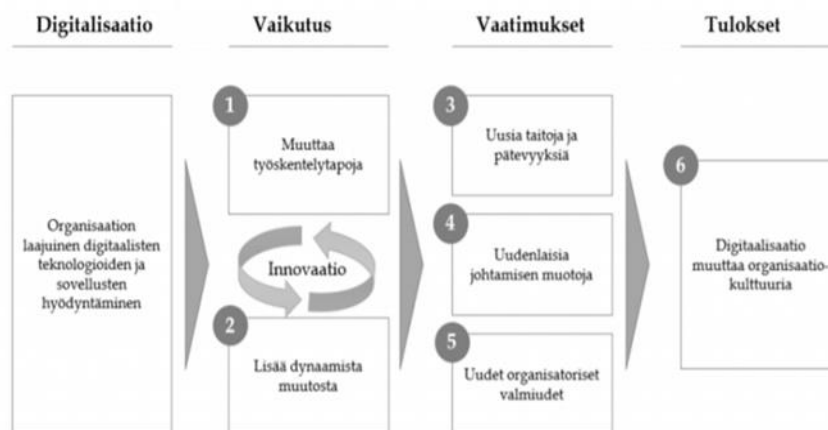 Digitalisaatio
Vaikutus
Vaatimukset
Tulokset
Organisaation
laajuinen digitaalisten
teknologioiden ja
sovellusten
hyödyntäminen
1
Muuttaa
työskentelytapoja
Innovaatio
2
Lisää dynaamista
muutosta
3
Uusia taitoja ja
pätevyyksiä
4
Uudenlaisia
johtamisen muotoja
5
Uudet organisatoriset
valmiudet
6
Digitaalisaatio
muuttaa organisaatio-
kulttuuria